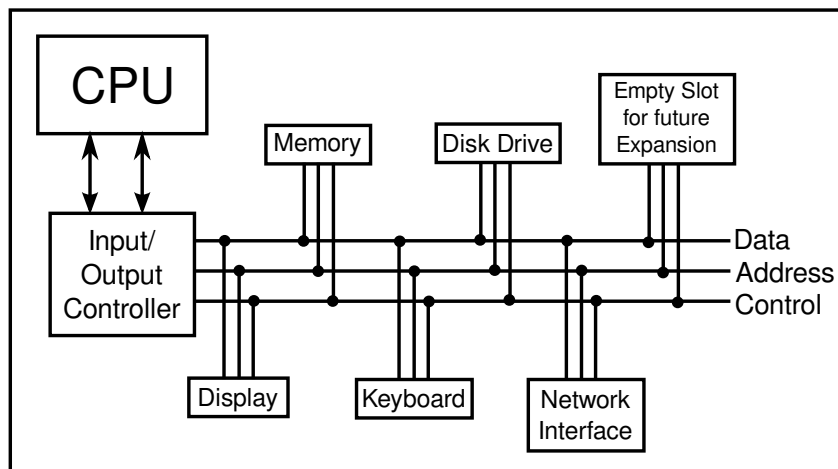 CPU
Empty Slot
for future
Expansion
Memory
Disk Drive
Input/
Output
Controller
Data
Address
Control
Display
Keyboard
Network
Interface